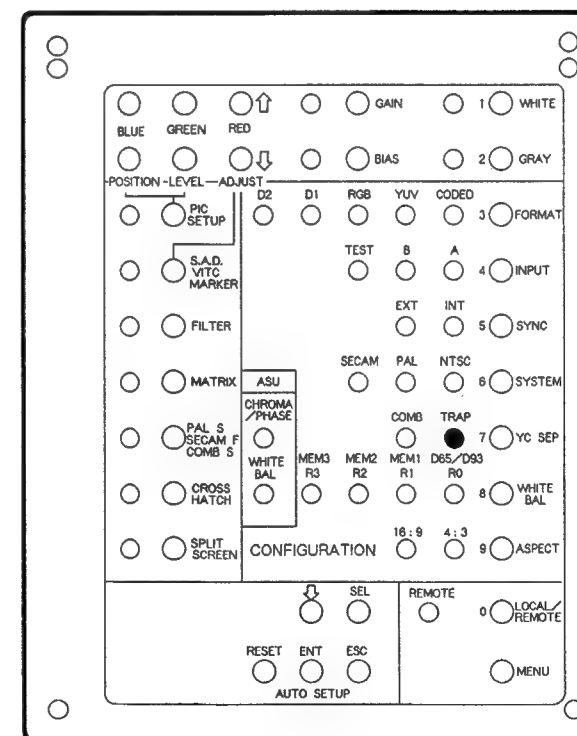 1 WHITE
GAIN
BLUE GREEN RED
2 GRAY
BIAS
POSITION LEVEL ADJUST
D2 D1 RGB YUV CODED
PIC
SETUP
3 FORMAT
TEST B A
S.A.D.
VITC
MARKER
4 INPUT
EXT INT
FILTER
5 SYNC
SECAM PAL NTSC
MATRIX
ASU
6 SYSTEM
CHROMA
/PHASE
COMB TRAP
PAL S
SECAM F
COMB S
7 YC SEP
WHITE
BAL
MEM3 MEM2 MEM1 D65/D93
R3 R2 R1 R0
CROSS
HATCH
8 WHITE
BAL
16:9 4:3
SPLIT
SCREEN
CONFIGURATION
9 ASPECT
SEL
REMOTE
0 LOCAL/
REMOTE
RESET ENT ESC
MENU
AUTO SETUP